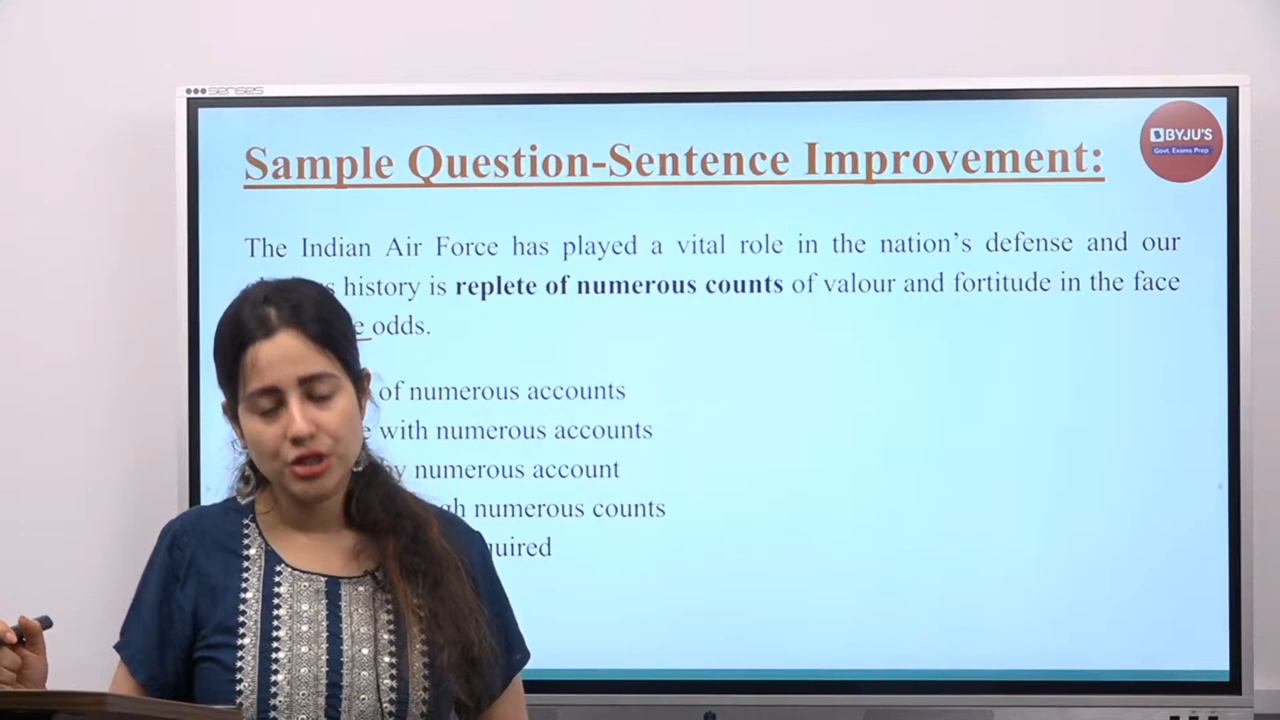 senses
BYJU'S
Govt. Exams Prep
Sample Question-Sentence Improvement:
The Indian Air Force has played a vital role in the nation's defense and our
history is replete of numerous counts of valour and fortitude in the face
odds.
of numerous accounts
with numerous accounts
by numerous account
numerous counts